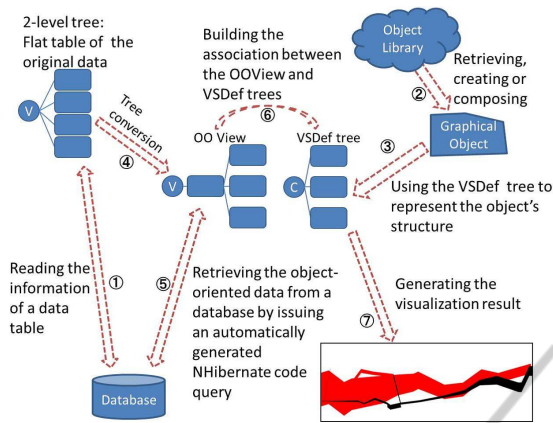 2-level tree:
Flat table of the
original data
V
Building the
association between
the OOView and
VSDef trees
Object
Library
Retrieving,
creating or
composing
②
Graphical
Object
Tree
conversion
④
⑥
OO View
VSDef tree
③
V
C
Using the VSDef tree to
represent the object's
structure
Reading the
information
of a data
table
①
⑤
Retrieving the object-
oriented data from a
database by issuing
an automatically
generated
NHibernate code
query
Generating the
visualization result
⑦
Database